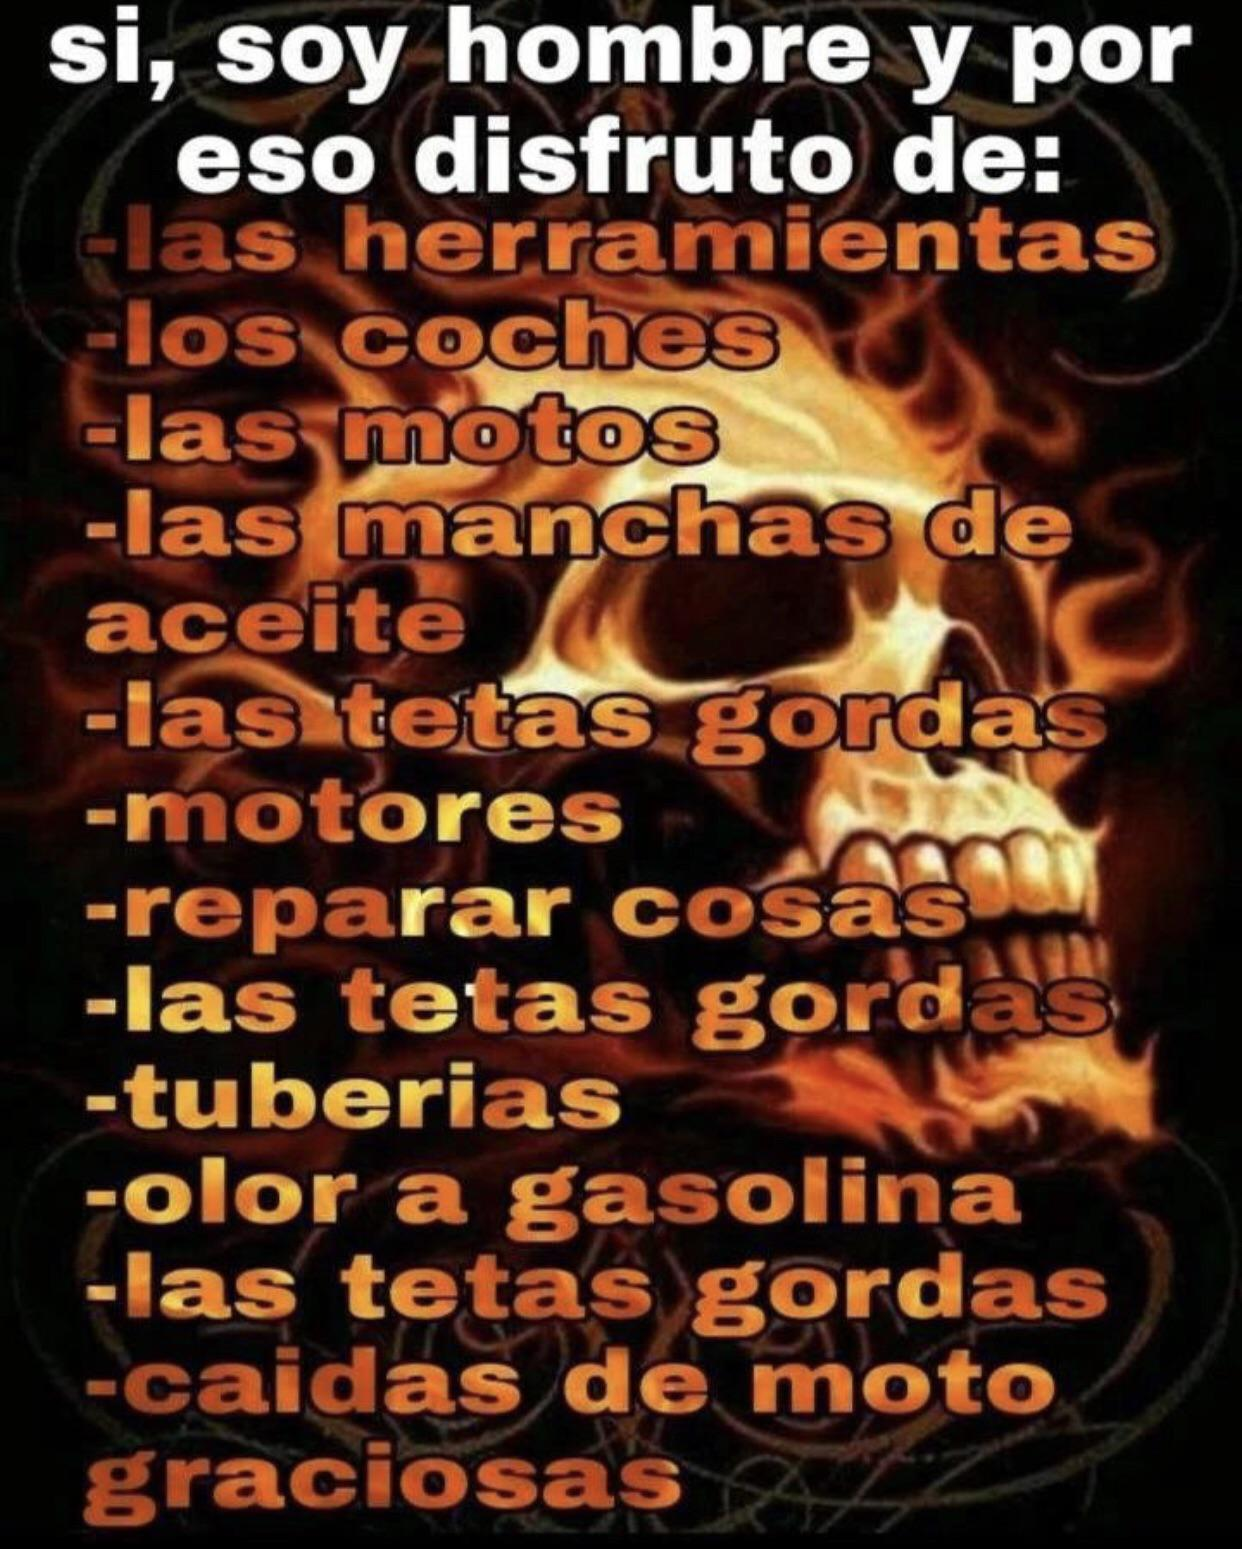 si, soy hombre y por
eso disfruto de:
-las herramientas
-los coches
-las motos
-las manchas de
aceite
-las tetas gordas
-motores
-reparar cosas
-las tetas gordas
-tuberias
-olor a gasolina
-las tetas gordas
-caidas de moto
graciosas